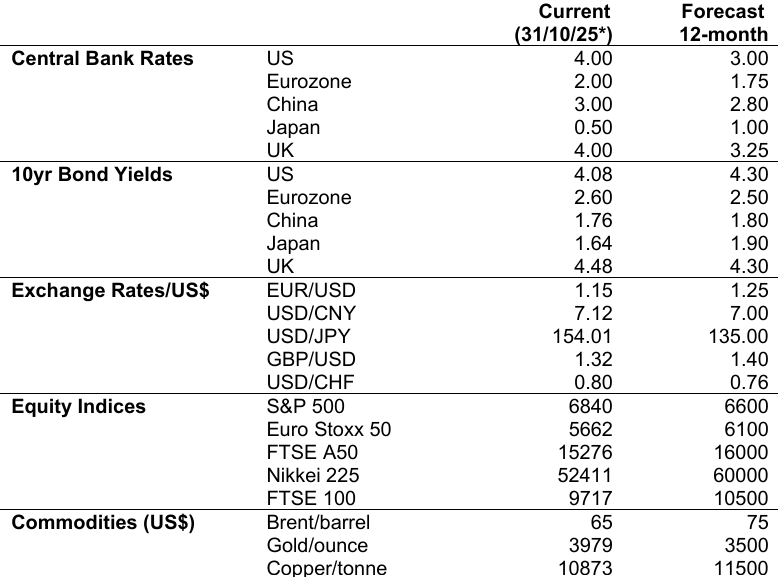 Current Forecast
(31/10/25*) 12-month
Central Bank Rates US 4.00 3.00
Eurozone 2.00 1.75
China 3.00 2.80
Japan 0.50 1.00
UK 4.00 3.25
10yr Bond Yields US 4.08 4.30
Eurozone 2.60 2.50
China 1.76 1.80
Japan 1.64 1.90
UK 4.48 4.30
Exchange Rates/US$ EUR/USD 1.15 1.25
USD/CNY 7.12 7.00
USD/JPY 154.01 135.00
GBP/USD 1.32 1.40
USD/CHF 0.80 0.76
Equity Indices S&P 500 6840 6600
Euro Stoxx 50 5662 6100
FTSE A50 15276 16000
Nikkei 225 52411 60000
FTSE 100 9717 10500
Commodities (US$) Brent/barrel 65 75
Gold/ounce 3979 3500
Copper/tonne 10873 11500